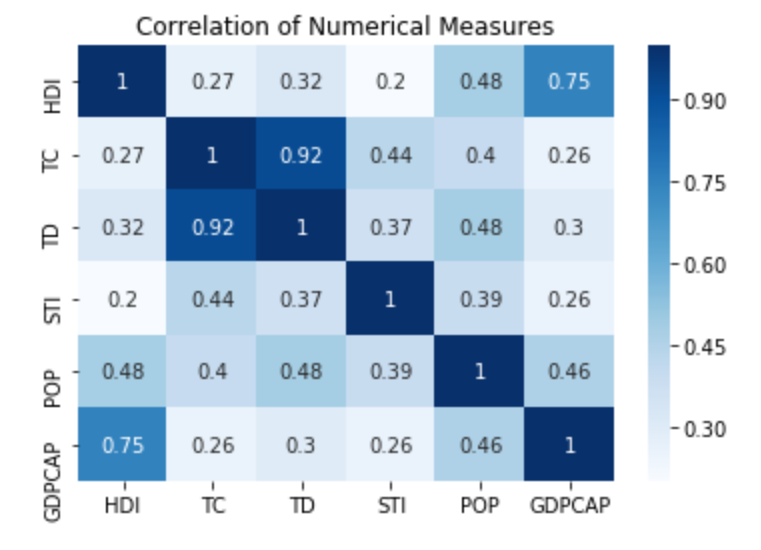 Correlation of Numerical Measures
HDI 1 0.27 0.32 0.2 0.48 0.75
TC 0.27 1 0.92 0.44 0.4 0.26
TD 0.32 0.92 1 0.37 0.48 0.3
STI 0.2 0.44 0.37 1 0.39 0.26
POP 0.48 0.4 0.48 0.39 1 0.46
GDPCAP 0.75 0.26 0.3 0.26 0.46 1
HDI TC TD STI POP GDPCAP
0.90
0.75
0.60
0.45
0.30